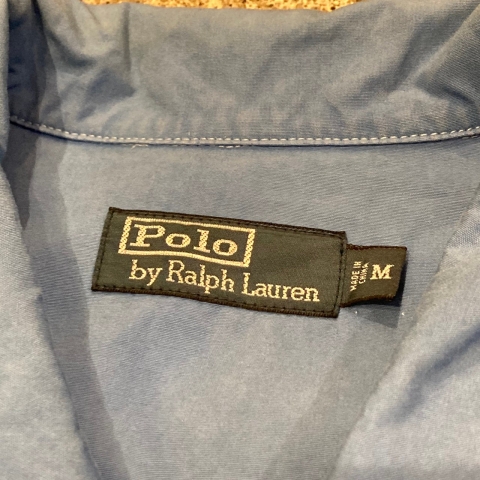 Polo
by Ralph Lauren
MADE IN
CHINA
M